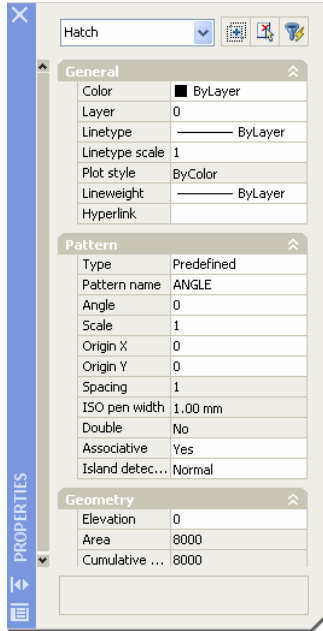 Hatch
General
Color ByLayer
Layer 0
Linetype ByLayer
Linetype scale 1
Plot style ByColor
Lineweight ByLayer
Hyperlink
Pattern
Type Predefined
Pattern name ANGLE
Angle 0
Scale 1
Origin X 0
Origin Y 0
Spacing 1
ISO pen width 1.00 mm
Double No
Associative Yes
Island detec... Normal
Geometry
Elevation 0
Area 8000
Cumulative ... 8000
PROPERTIES